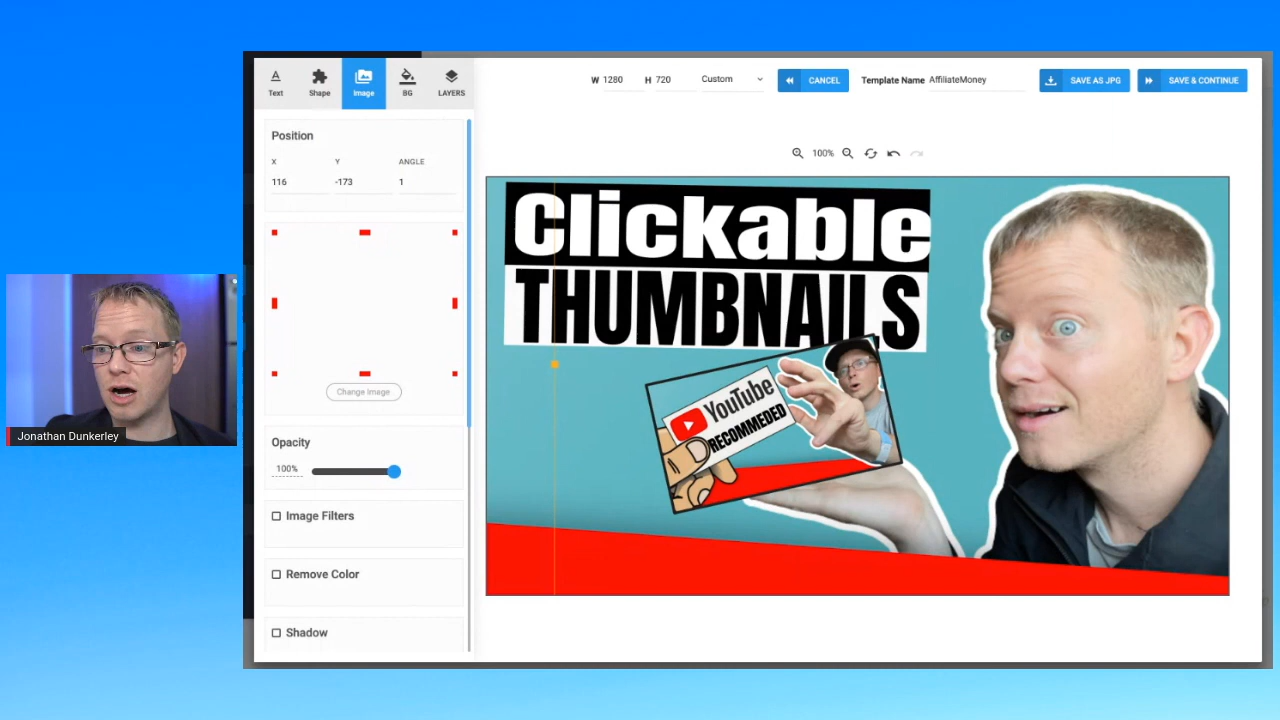 Text
Shape
Image
BG
LAYERS
W 1280 H 720 Custom
CANCEL
Template Name AffiliateMoney
SAVE AS JPG
SAVE & CONTINUE
Position
X Y ANGLE
116 -173 1
100%
Clickable
THUMBNAILS
YouTube
RECOMMEDED
Change Image
Opacity
100%
Image Filters
Remove Color
Shadow
Jonathan Dunkerley